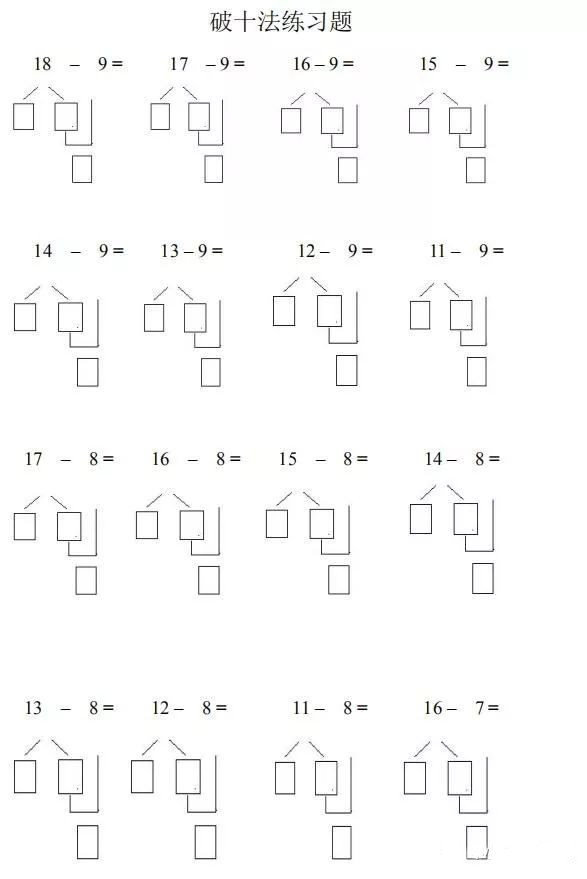 破十法练习题
18 – 9 = 17 – 9 = 16 – 9 = 15 – 9 =
14 – 9 = 13 – 9 = 12 – 9 = 11 – 9 =
17 – 8 = 16 – 8 = 15 – 8 = 14 – 8 =
13 – 8 = 12 – 8 = 11 – 8 = 16 – 7 =